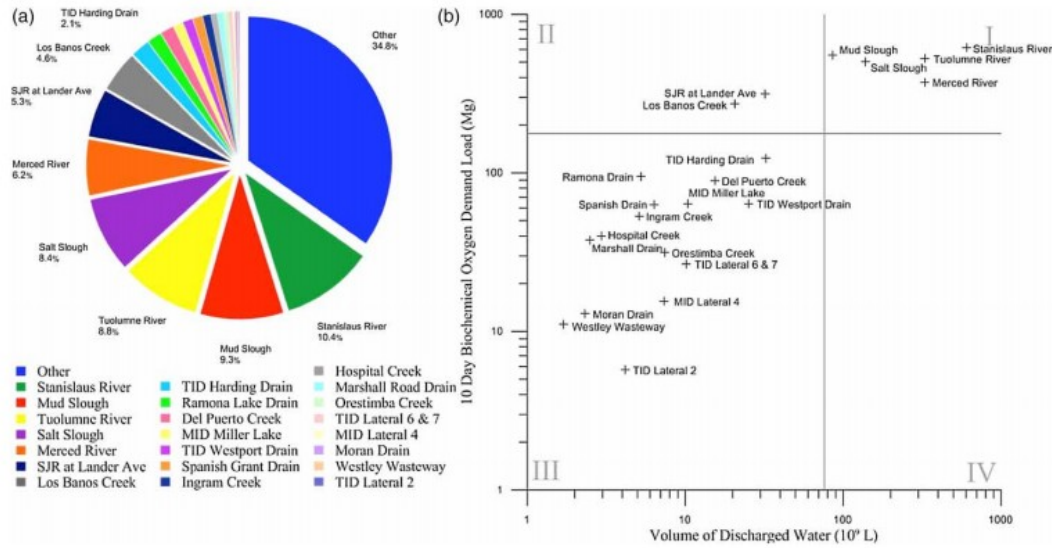 (a)
TID Harding Drain
2.1%
Los Banos Creek
4.6%
SJR at Lander Ave
5.3%
Merced River
6.2%
Salt Slough
8.4%
Tuolumne River
8.8%
Mud Slough
9.3%
Stanislaus River
10.4%
Other
34.8%
Other
Stanislaus River
Mud Slough
Tuolumne River
Salt Slough
Merced River
SJR at Lander Ave
Los Banos Creek
TID Harding Drain
Ramona Lake Drain
Del Puerto Creek
MID Miller Lake
TID Westport Drain
Spanish Grant Drain
Ingram Creek
Hospital Creek
Marshall Road Drain
Orestimba Creek
TID Lateral 6 & 7
MID Lateral 4
Moran Drain
Westley Wasteway
TID Lateral 2
(b)
10 Day Biochemical Oxygen Demand Load (Mg)
1000
100
10
1
II
I
Mud Slough
Stanislaus River
Salt Slough
Tuolumne River
Merced River
SJR at Lander Ave
Los Banos Creek
TID Harding Drain
Ramona Drain
Del Puerto Creek
MID Miller Lake
Spanish Drain
TID Westport Drain
Ingram Creek
Hospital Creek
Marshall Drain
Orestimba Creek
TID Lateral 6 & 7
MID Lateral 4
Moran Drain
Westley Wasteway
TID Lateral 2
III
IV
1
10
100
1000
Volume of Discharged Water (10⁹ L)